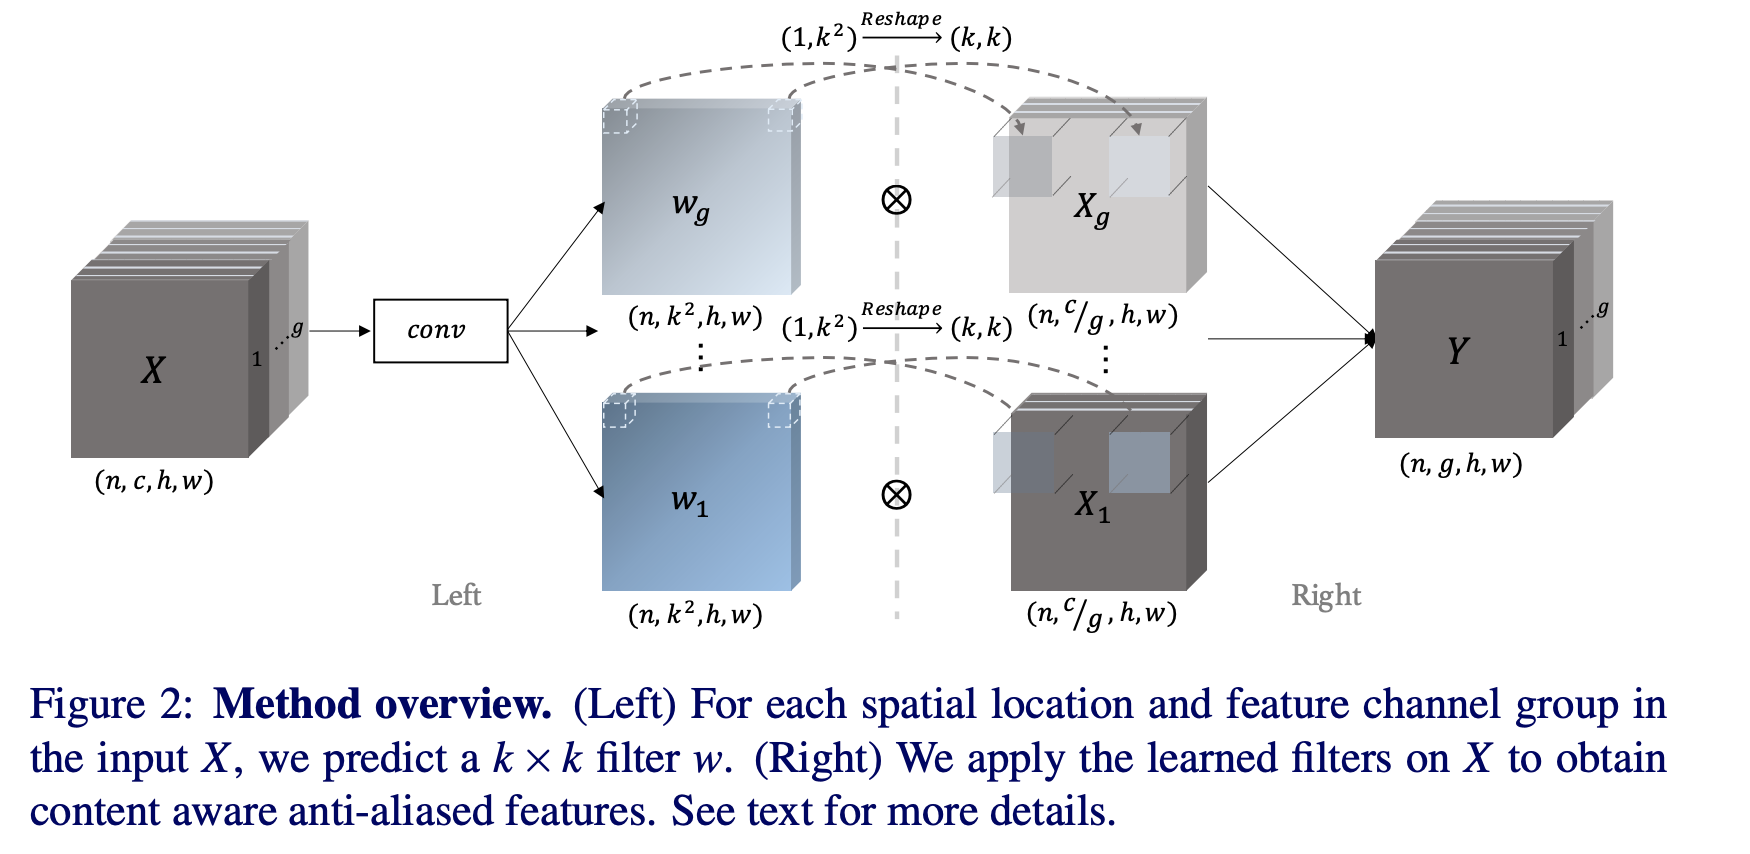 (1,k²) Reshape (k,k)
w_g
X_g
(n, k²,h,w)
(1,k²) Reshape (k,k)
(n, c/g, h,w)
⋮
⋮
X
1 ...g
(n, c, h, w)
conv
w_1
X_1
Y
1 ...g
(n, g, h, w)
Left
Right
(n, k²,h,w)
(n, c/g, h,w)
Figure 2: Method overview. (Left) For each spatial location and feature channel group in
the input X, we predict a k × k filter w. (Right) We apply the learned filters on X to obtain
content aware anti-aliased features. See text for more details.